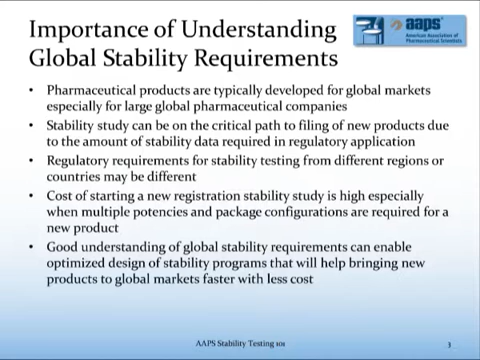 Importance of Understanding
Global Stability Requirements
aaps
American Association of
Pharmaceutical Scientists
• Pharmaceutical products are typically developed for global markets
especially for large global pharmaceutical companies
• Stability study can be on the critical path to filing of new products due
to the amount of stability data required in regulatory application
• Regulatory requirements for stability testing from different regions or
countries may be different
• Cost of starting a new registration stability study is high especially
when multiple potencies and package configurations are required for a
new product
• Good understanding of global stability requirements can enable
optimized design of stability programs that will help bringing new
products to global markets faster with less cost
AAPS Stability Testing 101
3